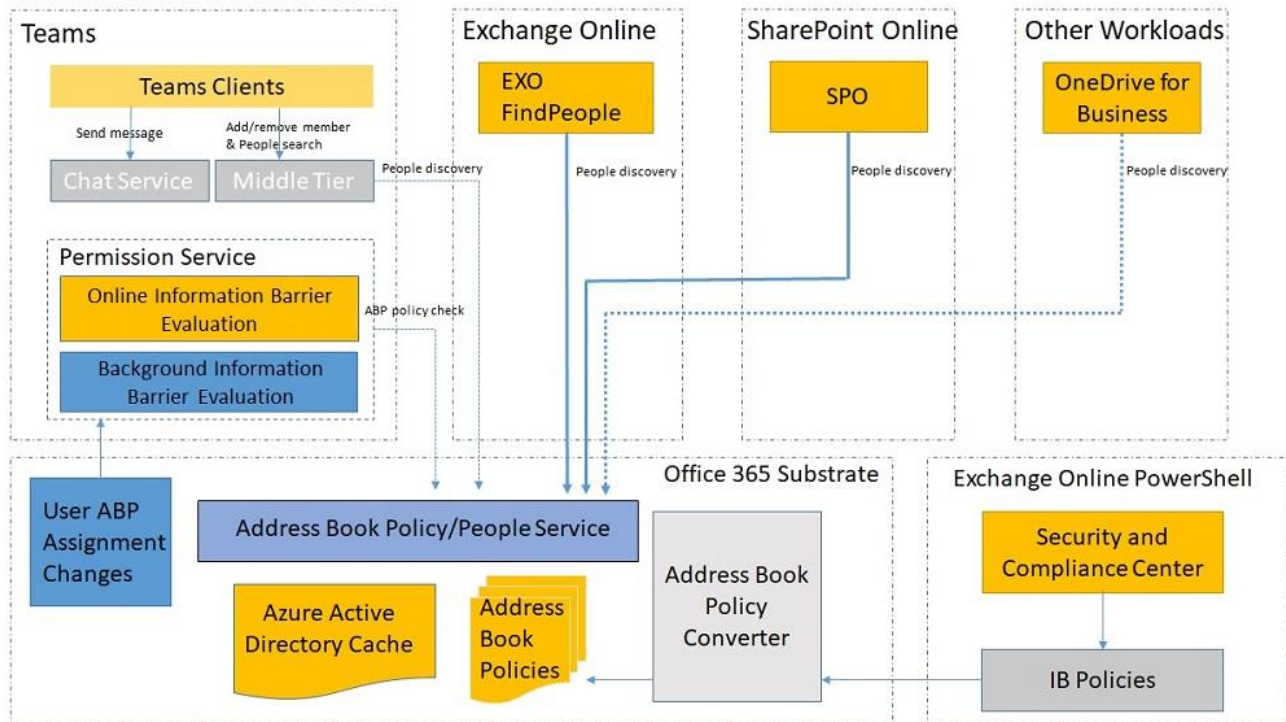 Teams
Teams Clients
Send message
Add/remove member
& People search
Chat Service
Middle Tier
People discovery
Permission Service
Online Information Barrier
Evaluation
ABP policy check
Background Information
Barrier Evaluation
Exchange Online
EXO
FindPeople
People discovery
SharePoint Online
SPO
People discovery
Other Workloads
OneDrive for
Business
People discovery
Office 365 Substrate
User ABP
Assignment
Changes
Address Book Policy/People Service
Azure Active
Directory Cache
Address
Book
Policies
Address Book
Policy
Converter
Exchange Online PowerShell
Security and
Compliance Center
IB Policies